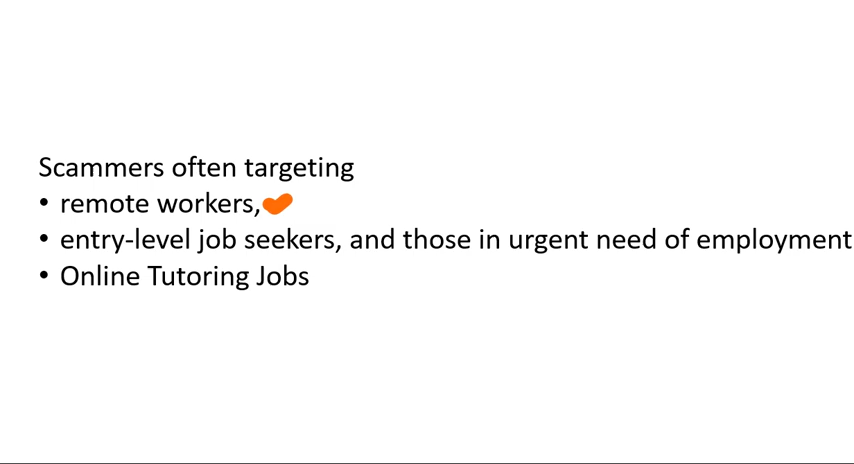 Scammers often targeting
• remote workers,
• entry-level job seekers, and those in urgent need of employment
• Online Tutoring Jobs